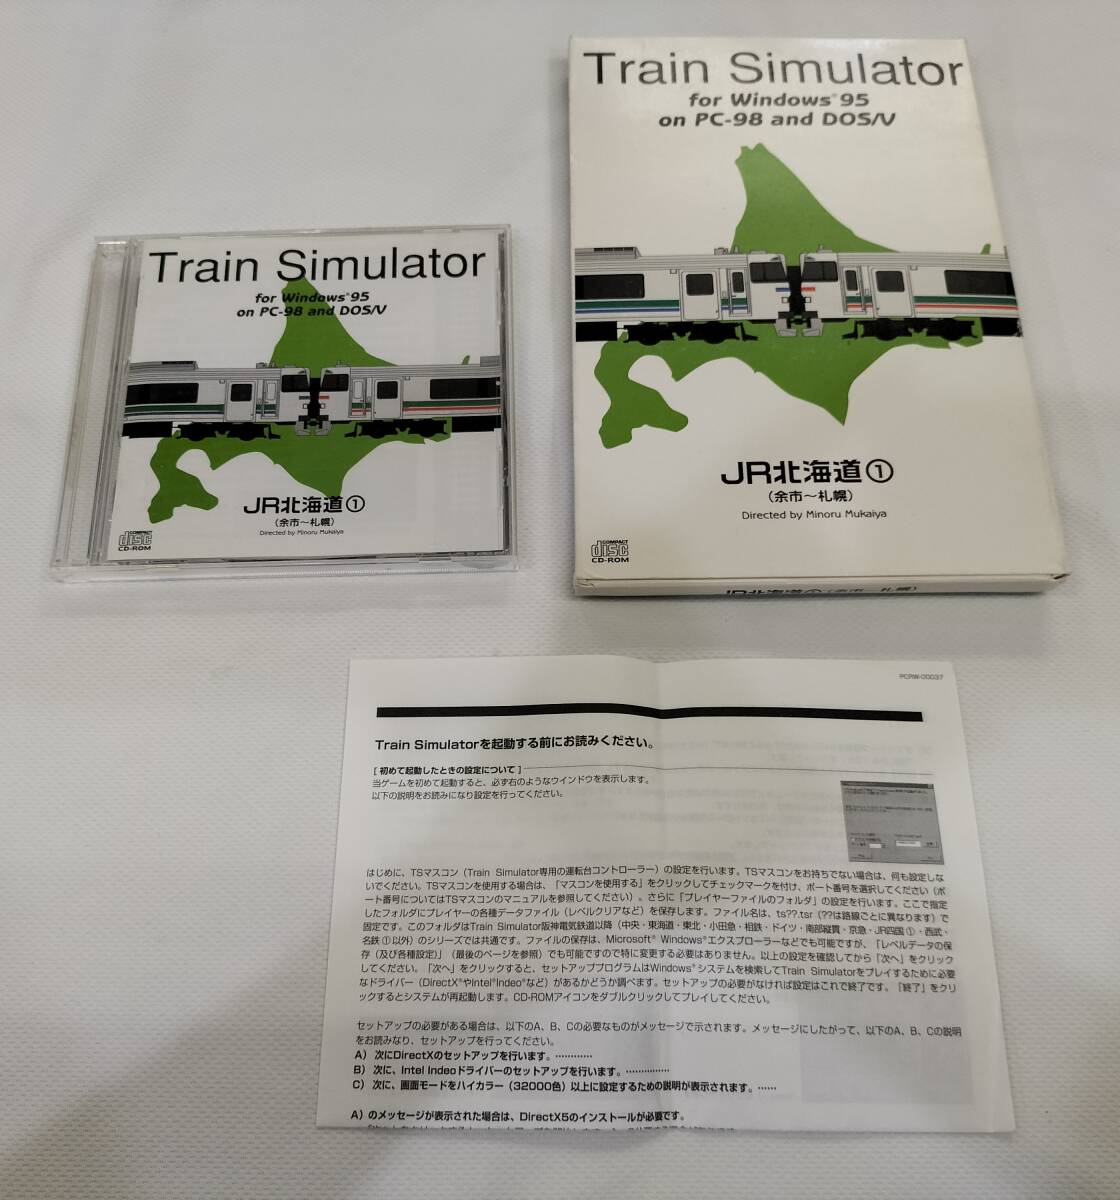 Train Simulator
for Windows®95
on PC-98 and DOS/V
JR北海道①
(余市〜札幌)
Directed by Minoru Mukaiya
COMPACT
disc
CD-ROM
Train Simulator
for Windows®95
on PC-98 and DOS/V
JR北海道①
(余市〜札幌)
Directed by Minoru Mukaiya
COMPACT
disc
CD-ROM
JR北海道①(余市〜札幌)
PCRW-00037
Train Simulatorを起動する前にお読みください。
[ 初めて起動したときの設定について ]
当ゲームを初めて起動すると、必ず右のようなウインドウを表示します。
以下の説明をお読みになり設定を行ってください。
はじめに、TSマスコン（Train Simulator専用の運転台コントローラー）の設定を行います。TSマスコンをお持ちでない場合は、何も設定しな
いでください。TSマスコンを使用する場合は、「マスコンを使用する」をクリックしてチェックマークを付け、ポート番号を選択してください（ポ
ート番号についてはTSマスコンのマニュアルを参照してください）。さらに「プレイヤーファイルのフォルダ」の設定を行います。ここで指定
したフォルダにプレイヤーの各種データファイル（レベルクリアなど）を保存します。ファイル名は、ts??.tsr（??は路線ごとに異なります）で
固定です。このフォルダはTrain Simulator阪神電気鉄道以降（中央・東海道・東北・小田急・相鉄・ドイツ・南部縦貫・京急・JR四国①・西武・
名鉄①以外）のシリーズでは共通です。ファイルの保存は、Microsoft® Windows®エクスプローラーなどでも可能ですが、「レベルデータの保
存（及び各種設定）」（最後のページを参照）でも可能ですので特に変更する必要はありません。以上の設定を確認してから「次へ」をクリック
してください。「次へ」をクリックすると、セットアッププログラムはWindows®システムを検索してTrain Simulatorをプレイするために必要
なドライバー（DirectX®やIntel®Indeo®など）があるかどうか調べます。セットアップの必要がなければ設定はこれで終了です。「終了」をクリ
ックするとシステムが再起動します。CD-ROMアイコンをダブルクリックしてプレイしてください。
セットアップの必要がある場合は、以下のA、B、Cの必要なものがメッセージで示されます。メッセージにしたがって、以下のA、B、Cの説明
をお読みなり、セットアップを行ってください。
A）次にDirectXのセットアップを行います。…………
B）次に、Intel Indeoドライバーのセットアップを行います。……………
C）次に、画面モードをハイカラー（32000色）以上に設定するための説明が表示されます。……
A）のメッセージが表示された場合は、DirectX5のインストールが必要です。